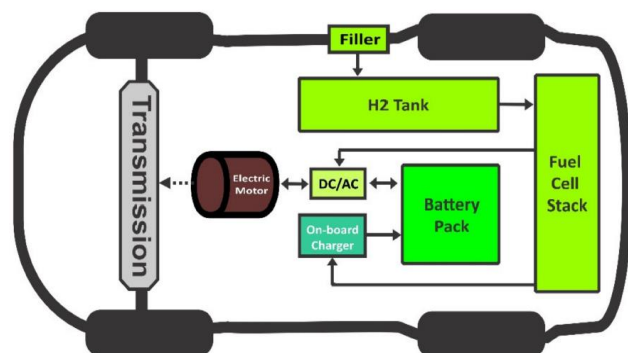 Filler
H2 Tank
Transmission
Electric
Motor
DC/AC
Battery
Pack
Fuel
Cell
Stack
On-board
Charger